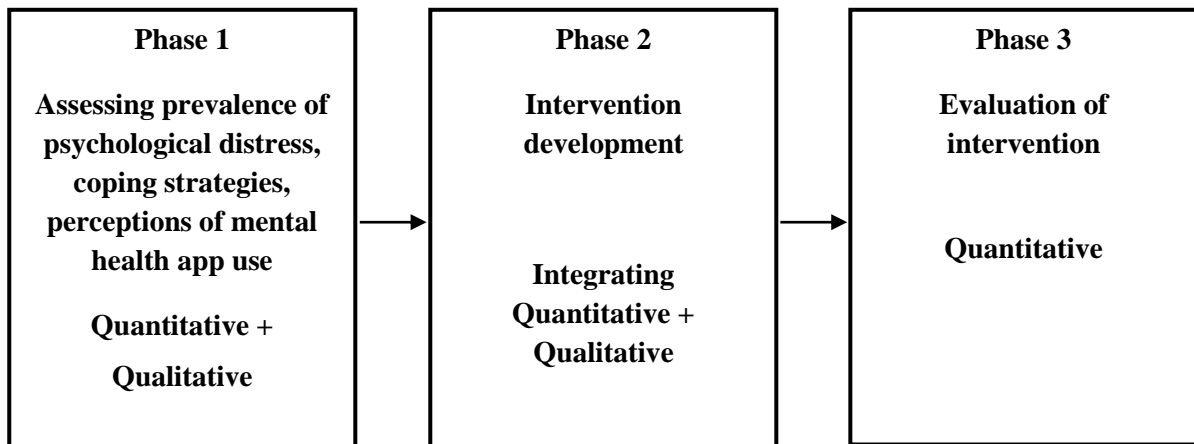 Phase 1
Assessing prevalence of
psychological distress,
coping strategies,
perceptions of mental
health app use
Quantitative +
Qualitative
Phase 2
Intervention
development
Integrating
Quantitative +
Qualitative
Phase 3
Evaluation of
intervention
Quantitative